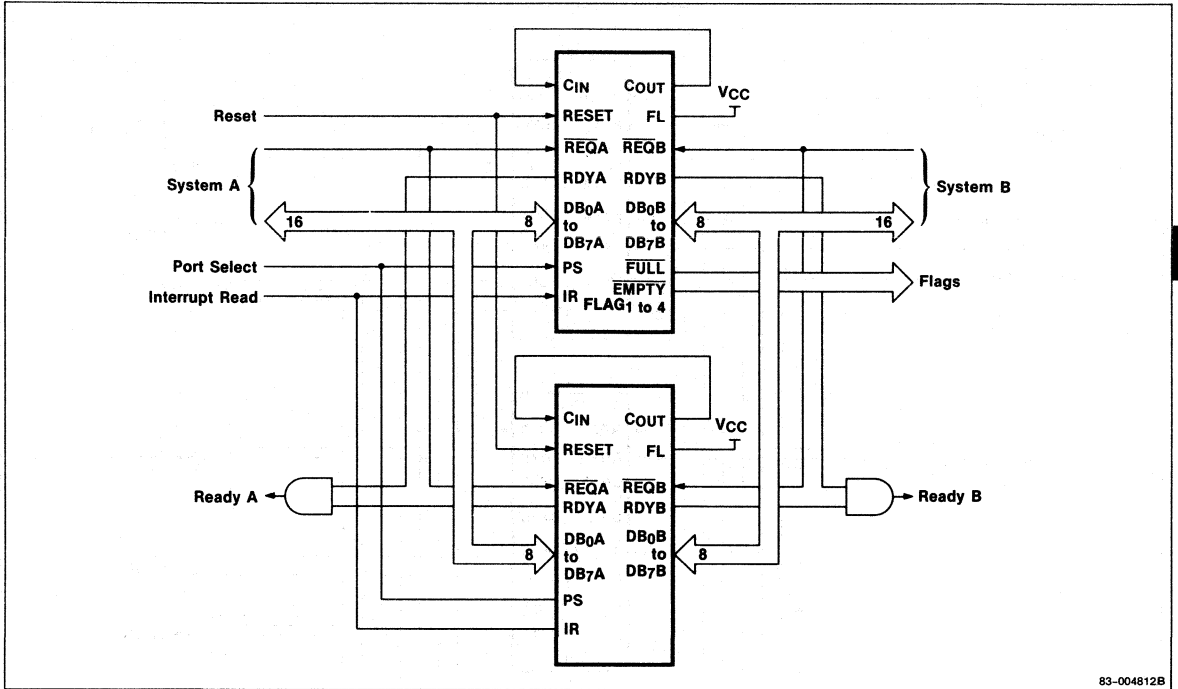 CIN COUT
VCC
Reset RESET FL
REQA REQB
System A RDYA RDYB System B
16 8 DB0A DB0B 8 16
to to
DB7A DB7B
Port Select PS FULL
EMPTY Flags
Interrupt Read IR FLAG1 to 4
CIN COUT
VCC
RESET FL
REQA REQB
Ready A RDYA RDYB Ready B
DB0A DB0B
8 to to 8
DB7A DB7B
PS
IR
83-004812B